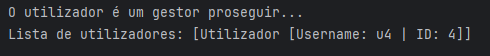 O utilizador é um gestor proseguir...
Lista de utilizadores: [Utilizador [Username: u4 | ID: 4]]